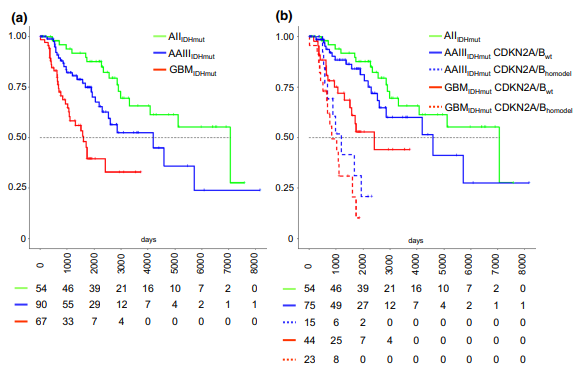 (a)
1.00
0.75
0.50
0.25
0
AII IDHmut
AAIII IDHmut
GBM IDHmut
days
0 1000 2000 3000 4000 5000 6000 7000 8000
54 46 39 21 16 10 7 2 0
90 55 29 12 7 4 2 1 1
67 33 7 4 0 0 0 0 0
(b)
1.00
0.75
0.50
0.25
0
AII IDHmut
AAIII IDHmut CDKN2A/B wt
AAIII IDHmut CDKN2A/B homodel
GBM IDHmut CDKN2A/B wt
GBM IDHmut CDKN2A/B homodel
days
0 1000 2000 3000 4000 5000 6000 7000 8000
54 46 39 21 16 10 7 2 0
75 49 27 12 7 4 2 1 1
15 6 2 0 0 0 0 0 0
44 25 7 4 0 0 0 0 0
23 8 0 0 0 0 0 0 0